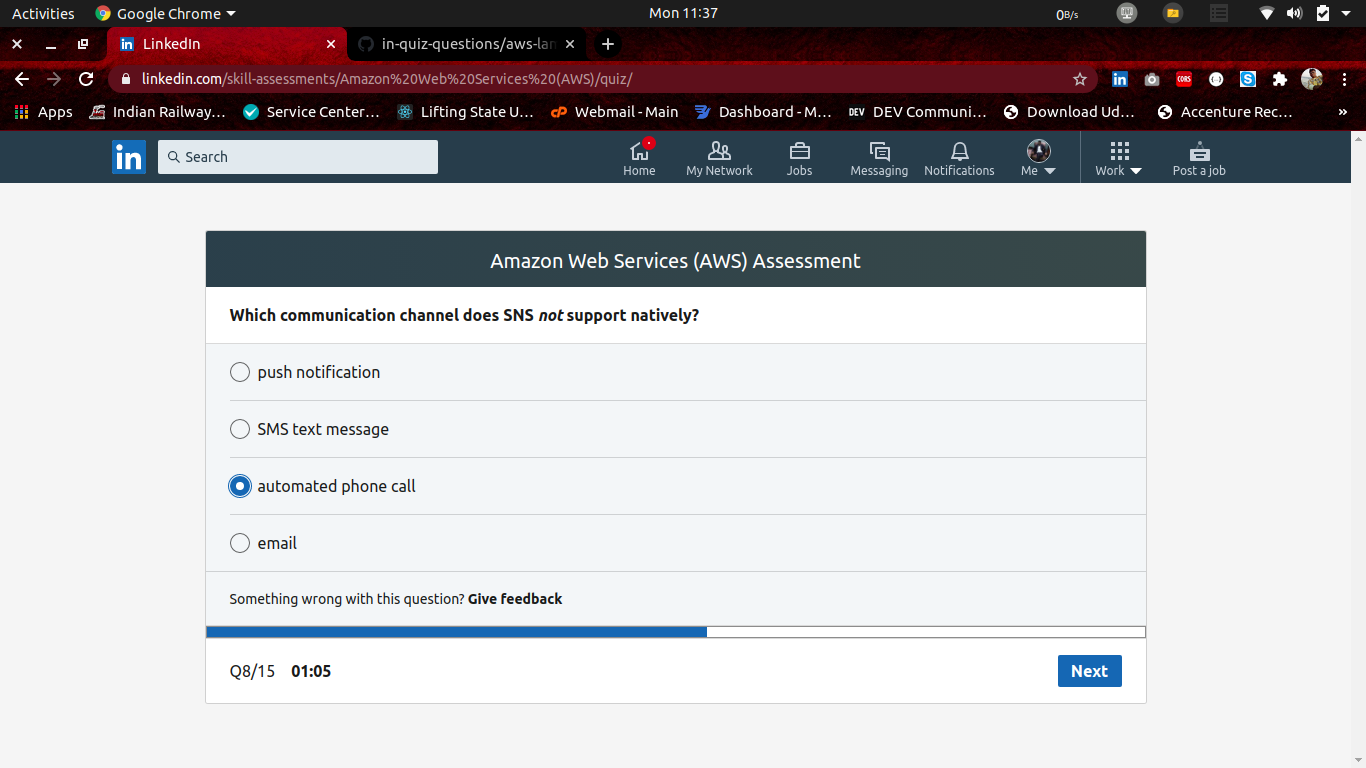 Activities Google Chrome Mon 11:37 0B/s
LinkedIn in-quiz-questions/aws-lan
linkedin.com/skill-assessments/Amazon%20Web%20Services%20(AWS)/quiz/ in CORS S
Apps Indian Railway... Service Center... Lifting State U... cP Webmail - Main Dashboard - M... DEV DEV Communi... Download Ud... Accenture Rec... »
in Search Home My Network Jobs Messaging Notifications Me Work Post a job
Amazon Web Services (AWS) Assessment
Which communication channel does SNS not support natively?
push notification
SMS text message
automated phone call
email
Something wrong with this question? Give feedback
Q8/15 01:05 Next